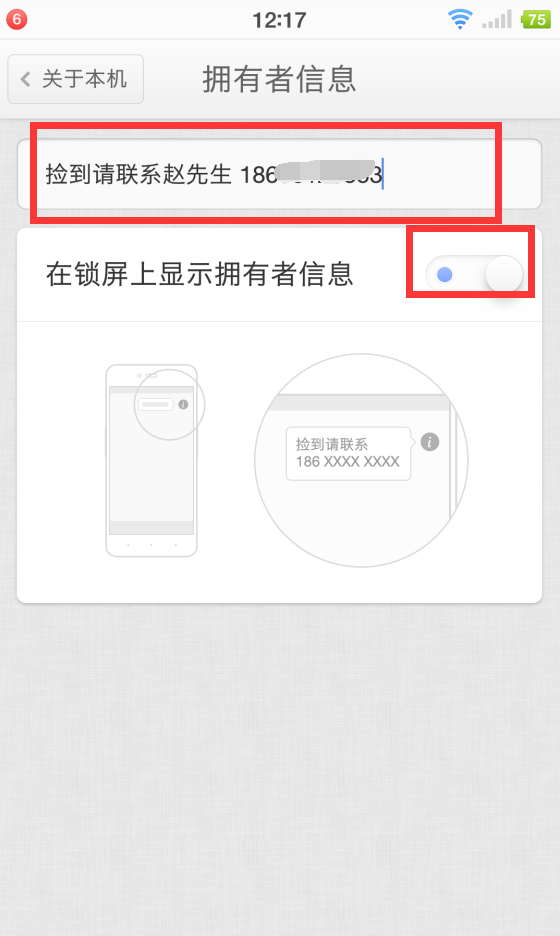 6
12:17
75
关于本机
拥有者信息
捡到请联系赵先生 186
在锁屏上显示拥有者信息
捡到请联系
186 XXXX XXXX
i
i